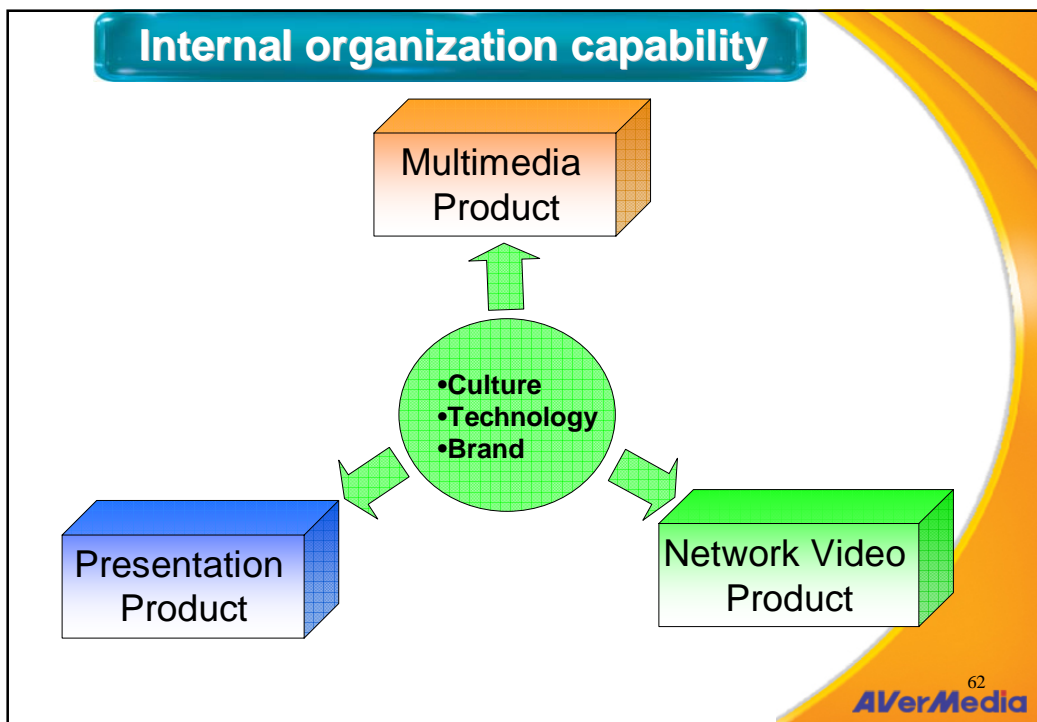 Internal organization capability
Multimedia
Product
•Culture
•Technology
•Brand
Presentation
Product
Network Video
Product
62
AVerMedia